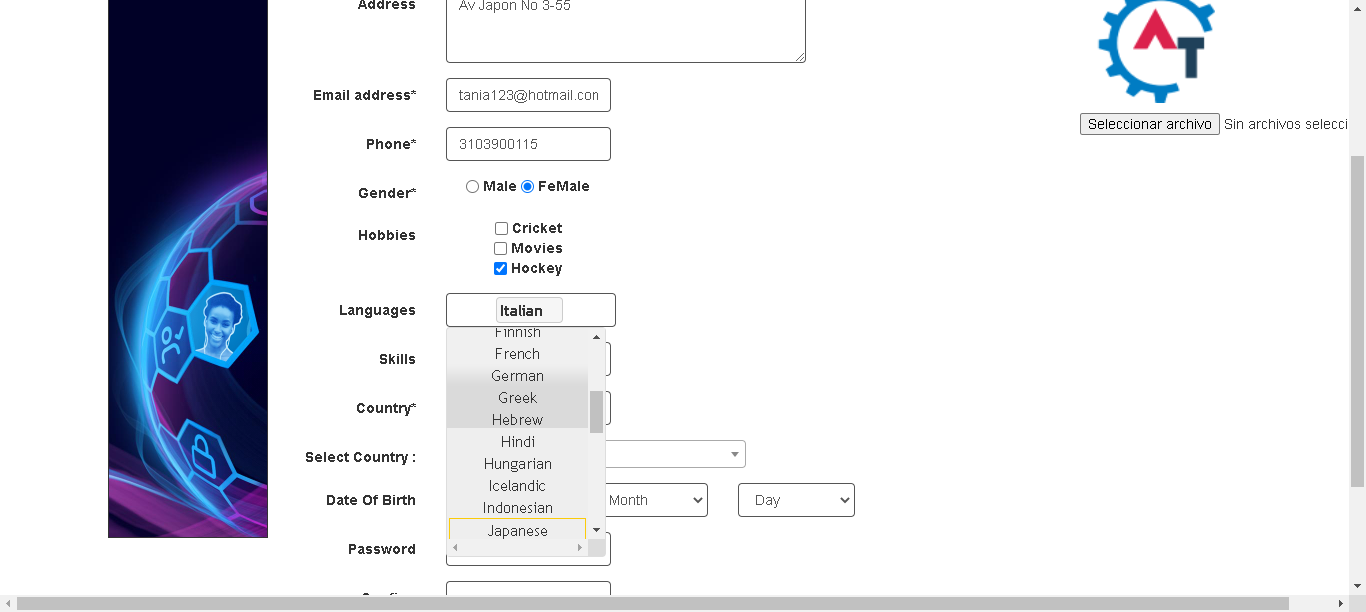 Address
Av Japon No 3-55
AT
Seleccionar archivo Sin archivos selecci
Email address*
tania123@hotmail.con
Phone*
3103900115
Gender*
Male FeMale
Hobbies
Cricket
Movies
Hockey
Languages
Italian
Finnish
French
German
Greek
Hebrew
Hindi
Hungarian
Icelandic
Indonesian
Japanese
Skills
Country*
Select Country :
Date Of Birth
Month
Day
Password